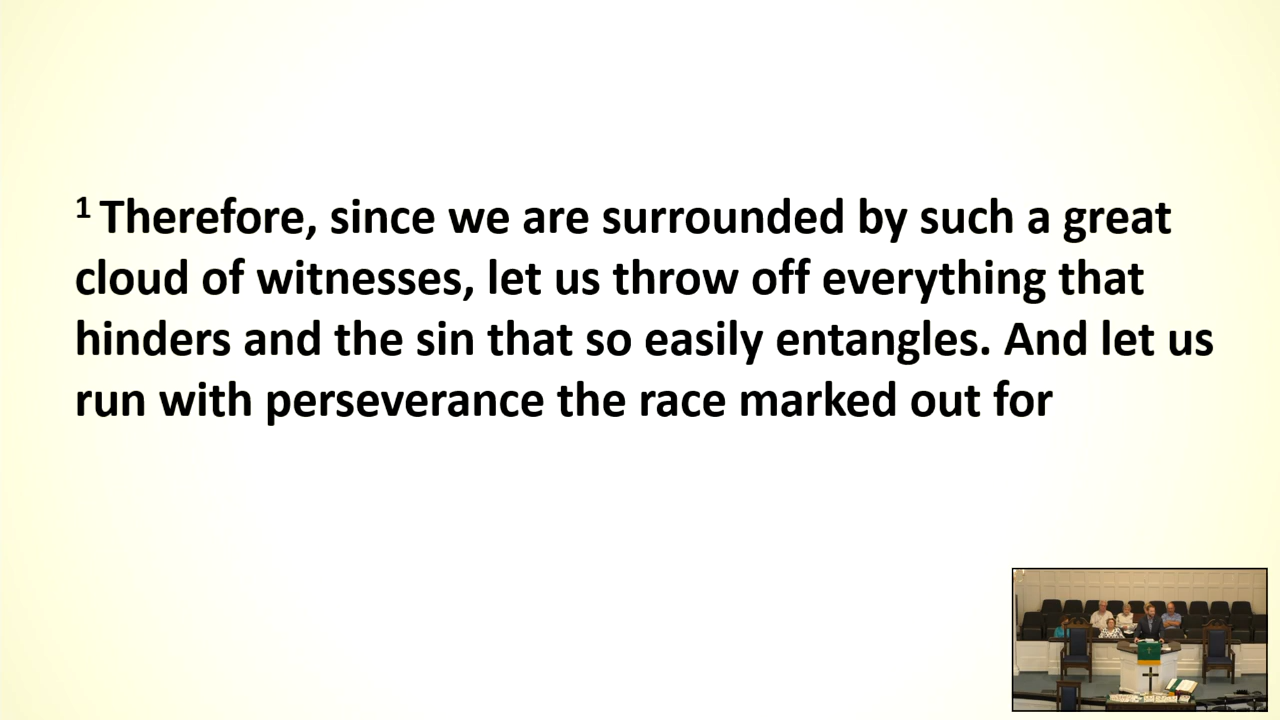 ¹ Therefore, since we are surrounded by such a great
cloud of witnesses, let us throw off everything that
hinders and the sin that so easily entangles. And let us
run with perseverance the race marked out for